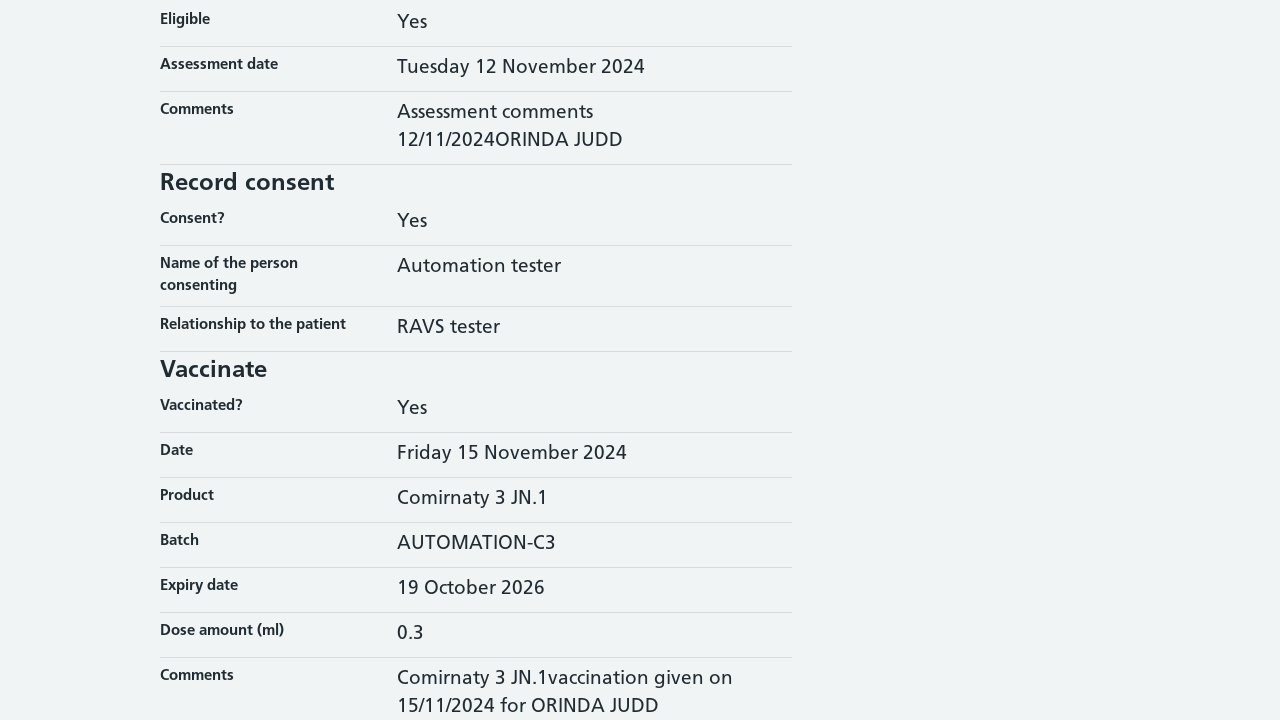 Eligible
Yes
Assessment date
Tuesday 12 November 2024
Comments
Assessment comments
12/11/2024ORINDA JUDD
Record consent
Consent?
Yes
Name of the person
consenting
Automation tester
Relationship to the patient
RAVS tester
Vaccinate
Vaccinated?
Yes
Date
Friday 15 November 2024
Product
Comirnaty 3 JN.1
Batch
AUTOMATION-C3
Expiry date
19 October 2026
Dose amount (ml)
0.3
Comments
Comirnaty 3 JN.1vaccination given on
15/11/2024 for ORINDA JUDD